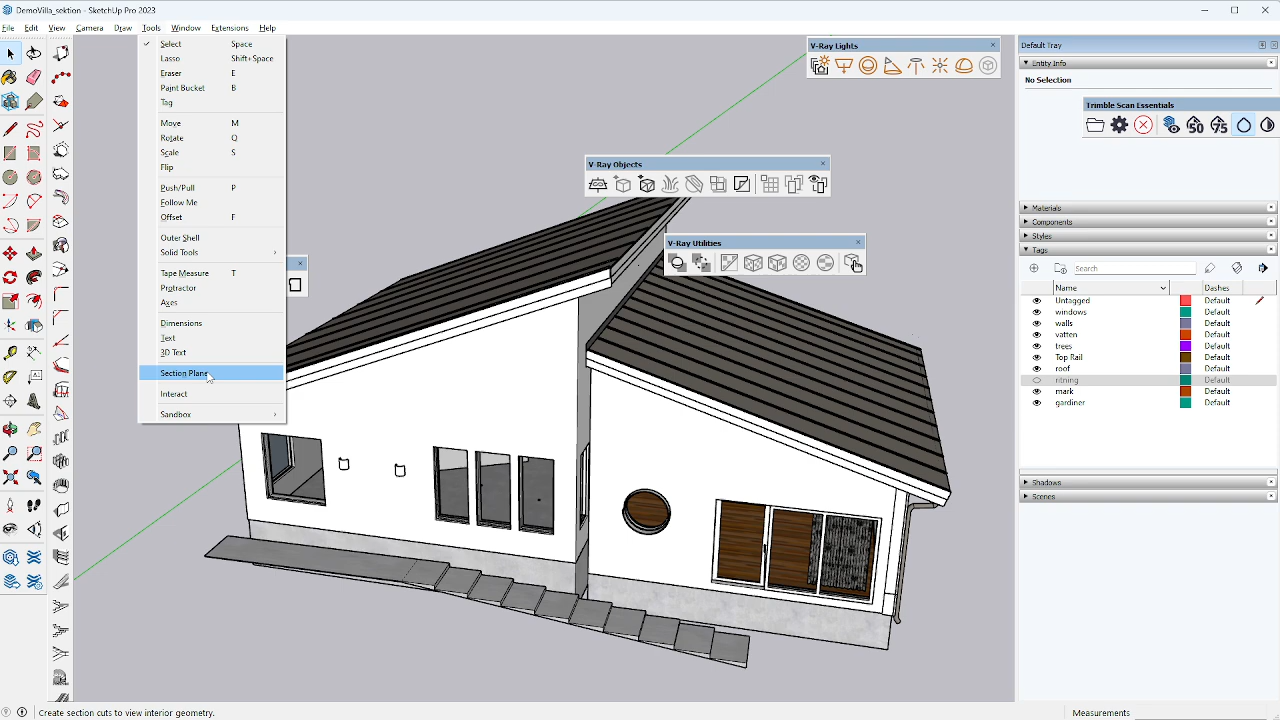 DemoVilla_sektion - SketchUp Pro 2023
File Edit View Camera Draw Tools Window Extensions Help
Select Space
Lasso Shift+Space
Eraser E
Paint Bucket B
Tag
Move M
Rotate Q
Scale S
Flip
Push/Pull P
Follow Me
Offset F
Outer Shell
Solid Tools
Tape Measure T
Protractor
Axes
Dimensions
Text
3D Text
Section Plane
Interact
Sandbox
V-Ray Lights
V-Ray Objects
V-Ray Utilities
Default Tray
Entity Info
No Selection
Trimble Scan Essentials
50 75
Materials
Components
Styles
Tags
Search
Name Dashes
Untagged Default
windows Default
walls Default
vatten Default
trees Default
Top Rail Default
roof Default
ritning Default
mark Default
gardiner Default
Shadows
Scenes
Create section cuts to view interior geometry.
Measurements